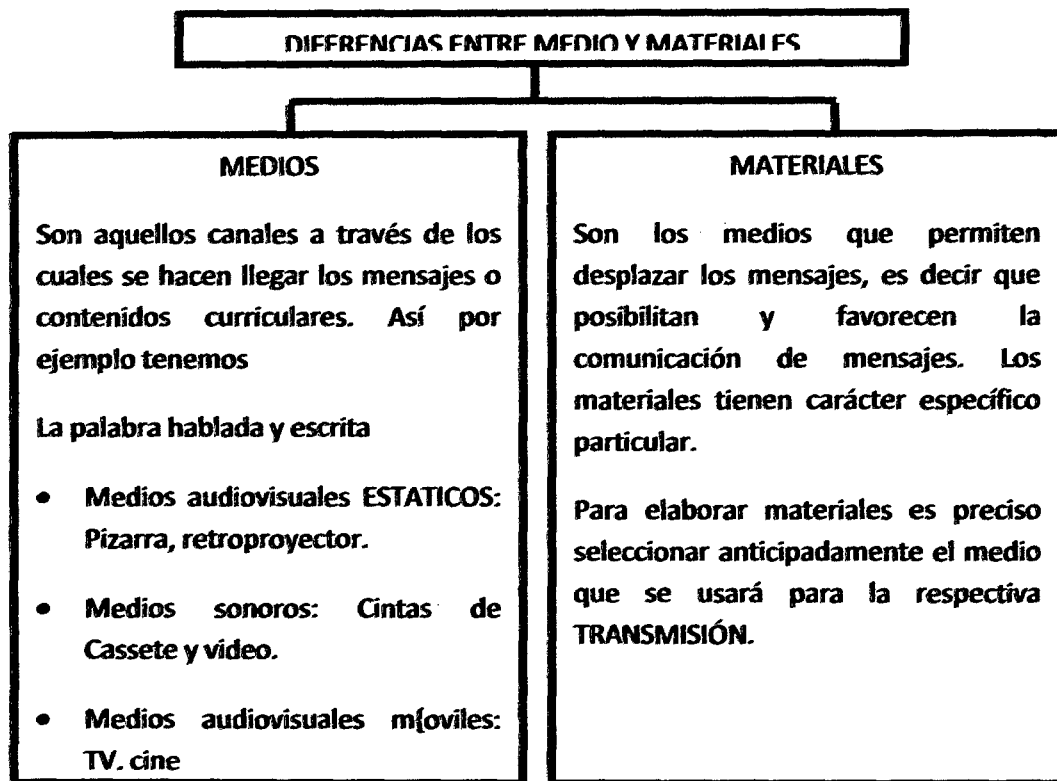 DIFERENCIAS ENTRE MEDIO Y MATERIALES
MEDIOS
Son aquellos canales a través de los
cuales se hacen llegar los mensajes o
contenidos curriculares. Así por
ejemplo tenemos
La palabra hablada y escrita
• Medios audiovisuales ESTATICOS:
Pizarra, retroproyector.
• Medios sonoros: Cintas de
Cassete y video.
• Medios audiovisuales m{oviles:
TV. cine
MATERIALES
Son los medios que permiten
desplazar los mensajes, es decir que
posibilitan y favorecen la
comunicación de mensajes. Los
materiales tienen carácter específico
particular.
Para elaborar materiales es preciso
seleccionar anticipadamente el medio
que se usará para la respectiva
TRANSMISIÓN.